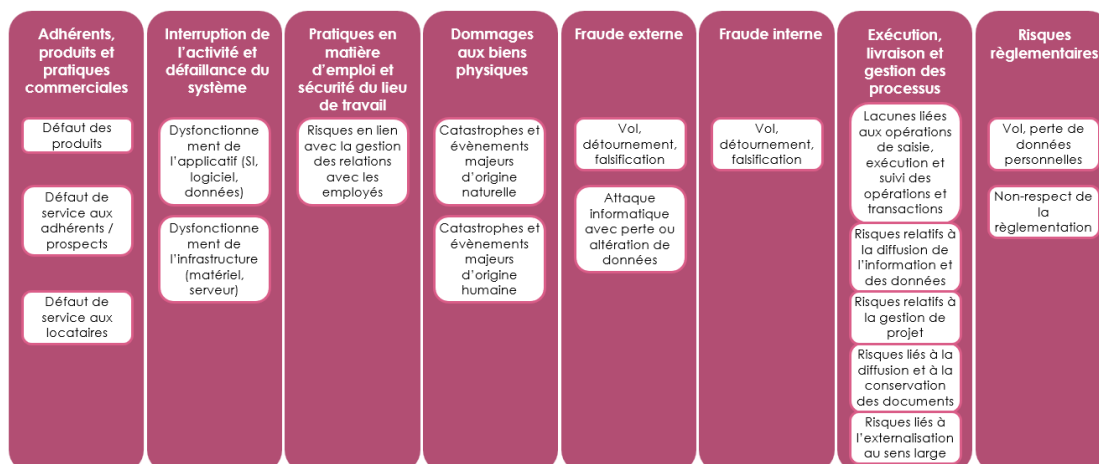 Adhérents,
produits et
pratiques
commerciales
Défaut des
produits
Défaut de
service aux
adhérents /
prospects
Défaut de
service aux
locataires
Interruption de
l'activité et
défaillance du
système
Dysfonctionne
ment de
l'applicatif (SI,
logiciel,
données)
Dysfonctionne
ment de
l'infrastructure
(matériel,
serveur)
Pratiques en
matière
d'emploi et
sécurité du lieu
de travail
Risques en lien
avec la gestion
des relations
avec les
employés
Dommages
aux biens
physiques
Catastrophes et
évènements
majeurs
d'origine
naturelle
Catastrophes et
évènements
majeurs
d'origine
humaine
Fraude externe
Vol,
détournement,
falsification
Attaque
informatique
avec perte ou
altération de
données
Fraude interne
Vol,
détournement,
falsification
Exécution,
livraison et
gestion des
processus
Lacunes liées
aux opérations
de saisie,
exécution et
suivi des
opérations et
transactions
Risques relatifs à
la diffusion de
l'information et
des données
Risques relatifs
à la gestion de
projet
Risques liés à la
diffusion et à la
conservation
des documents
Risques liés à
l'externalisation
au sens large
Risques
règlementaires
Vol, perte de
données
personnelles
Non-respect de
la
règlementation